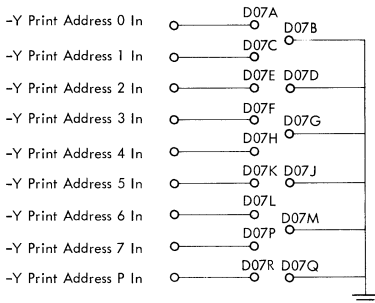 D07A
-Y Print Address 0 In
D07B
D07C
-Y Print Address 1 In
D07E D07D
-Y Print Address 2 In
D07F
-Y Print Address 3 In
D07G
D07H
-Y Print Address 4 In
D07K D07J
-Y Print Address 5 In
D07L
-Y Print Address 6 In
D07M
D07P
-Y Print Address 7 In
D07R D07Q
-Y Print Address P In